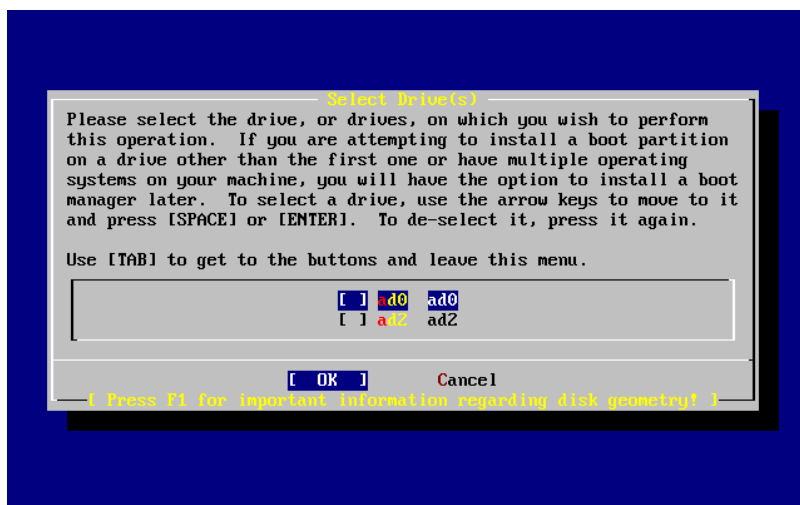 Select Drive(s)
Please select the drive, or drives, on which you wish to perform
this operation.  If you are attempting to install a boot partition
on a drive other than the first one or have multiple operating
systems on your machine, you will have the option to install a boot
manager later.  To select a drive, use the arrow keys to move to it
and press [SPACE] or [ENTER].  To de-select it, press it again.
Use [TAB] to get to the buttons and leave this menu.
[ ] ad0  ad0
[ ] ad2  ad2
[  OK  ]  Cancel
[ Press F1 for important information regarding disk geometry! ]